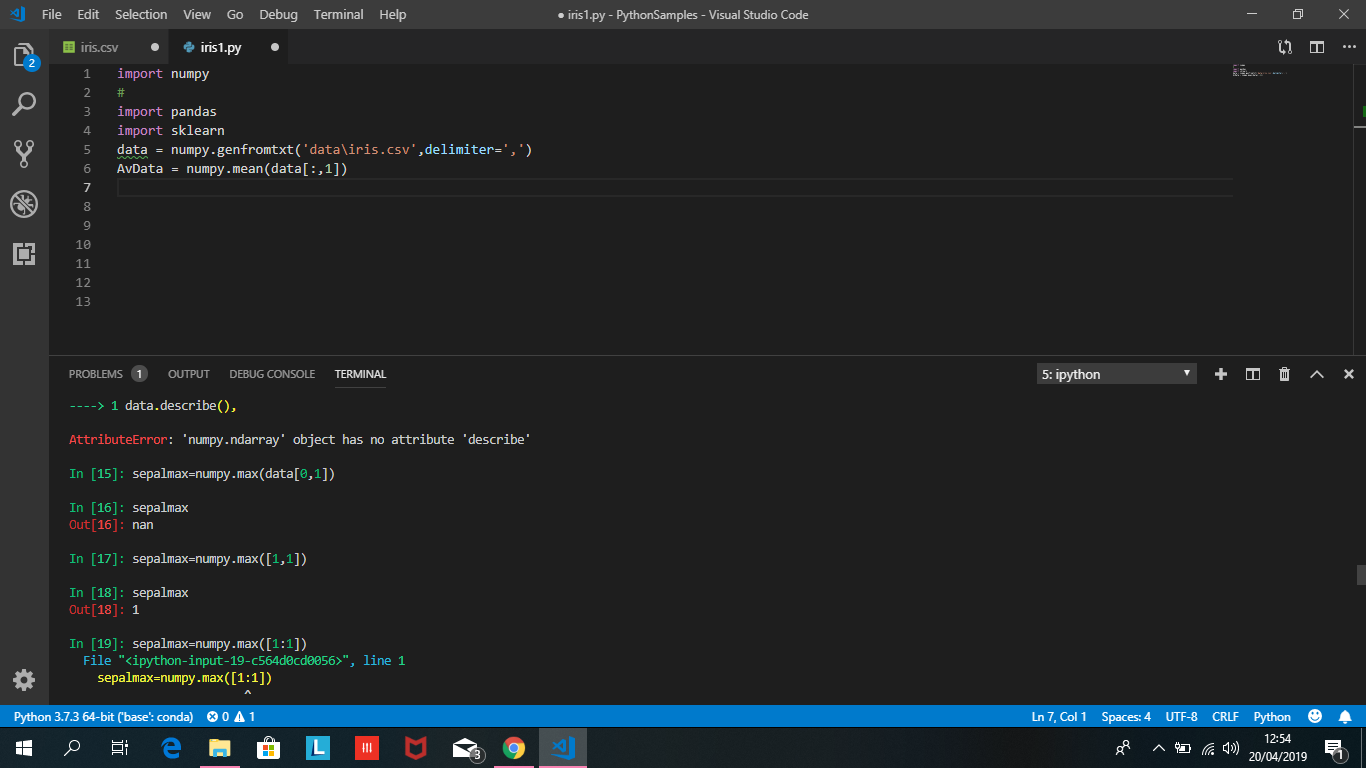 File Edit Selection View Go Debug Terminal Help
● iris1.py - PythonSamples - Visual Studio Code
iris.csv
iris1.py
2
1 import numpy
2 #
3 import pandas
4 import sklearn
5 data = numpy.genfromtxt('data\iris.csv',delimiter=',')
6 AvData = numpy.mean(data[:,1])
7
8
9
10
11
12
13
PROBLEMS 1 OUTPUT DEBUG CONSOLE TERMINAL
5: ipython
----> 1 data.describe(),
AttributeError: 'numpy.ndarray' object has no attribute 'describe'
In [15]: sepalmax=numpy.max(data[0,1])
In [16]: sepalmax
Out[16]: nan
In [17]: sepalmax=numpy.max([1,1])
In [18]: sepalmax
Out[18]: 1
In [19]: sepalmax=numpy.max([1:1])
File "<ipython-input-19-c564d0cd0056>", line 1
sepalmax=numpy.max([1:1])
^
Python 3.7.3 64-bit ('base': conda) 0 1
Ln 7, Col 1 Spaces: 4 UTF-8 CRLF Python
L
3
12:54
20/04/2019
1